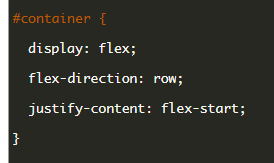 #container {
display: flex;
flex-direction: row;
justify-content: flex-start;
}